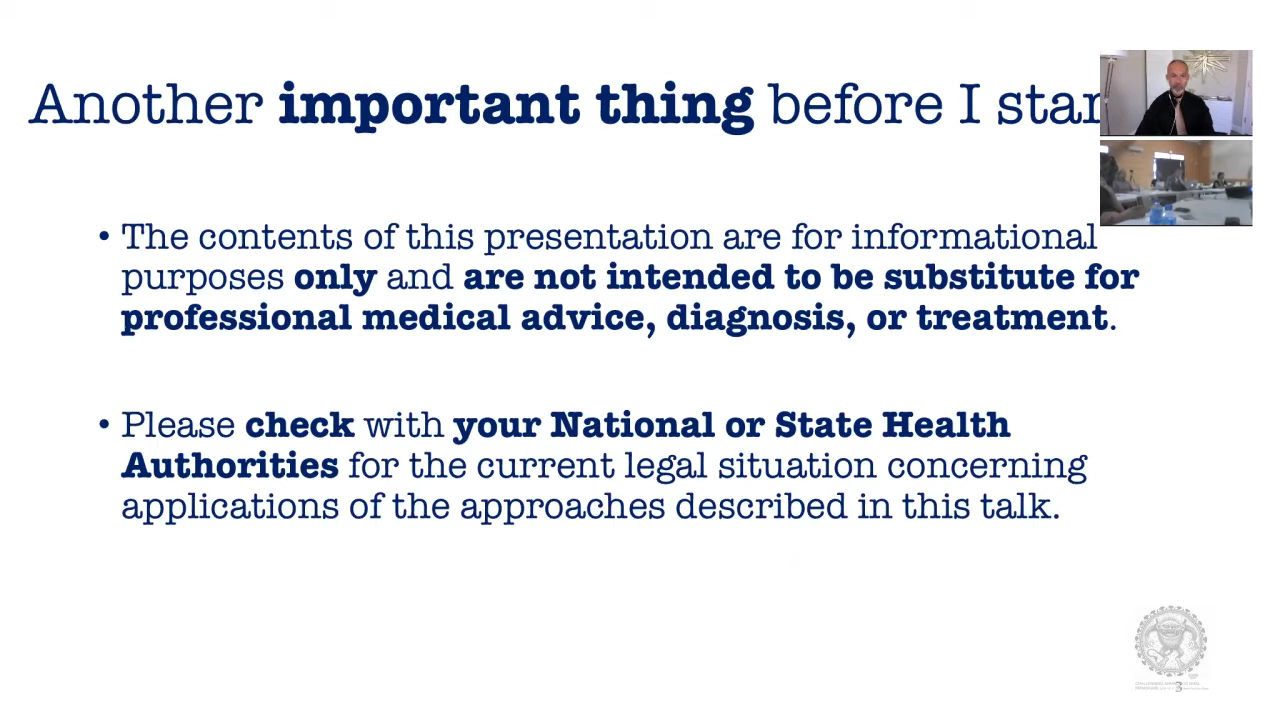 Another important thing before I star
• The contents of this presentation are for informational
purposes only and are not intended to be substitute for
professional medical advice, diagnosis, or treatment.
• Please check with your National or State Health
Authorities for the current legal situation concerning
applications of the approaches described in this talk.
3